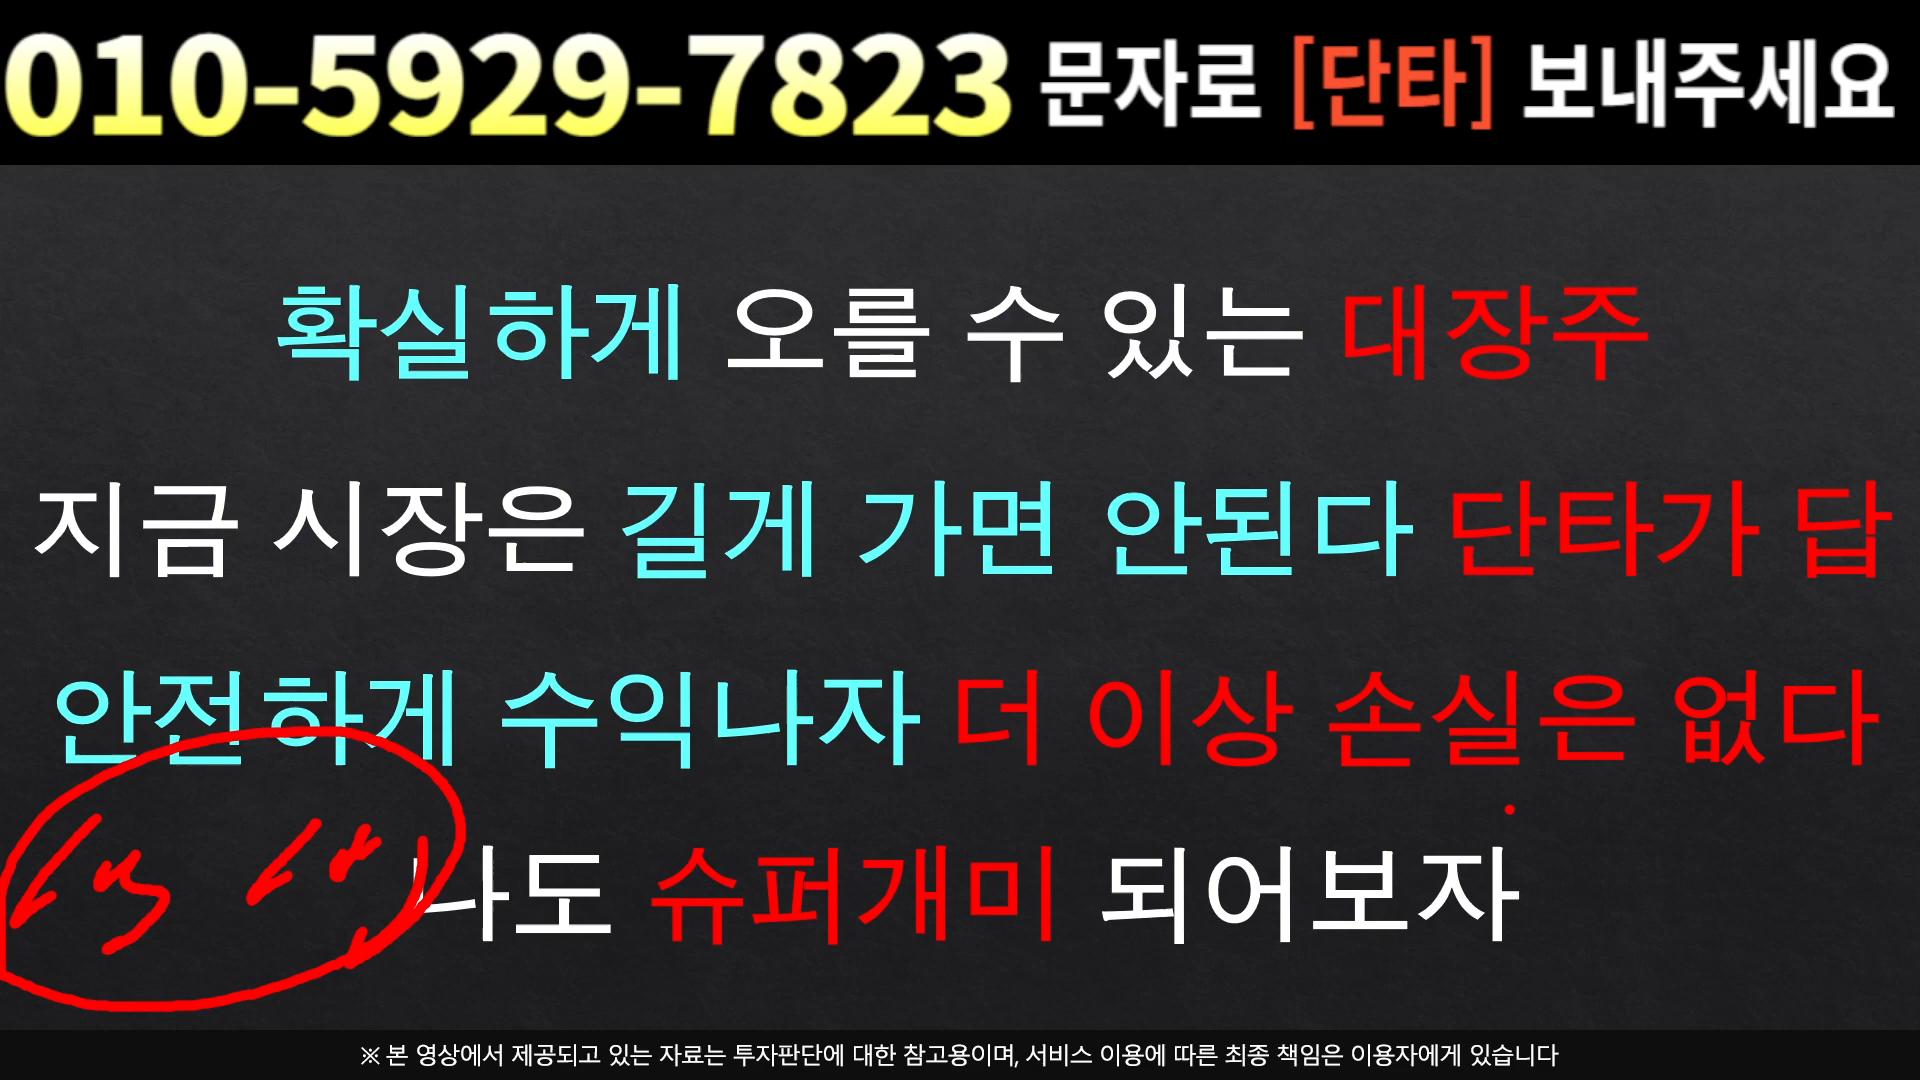 010-5929-7823 문자로 [단타] 보내주세요
확실하게 오를 수 있는 대장주
지금 시장은 길게 가면 안된다 단타가 답
안전하게 수익나자 더 이상 손실은 없다
나도 슈퍼개미 되어보자
※ 본 영상에서 제공되고 있는 자료는 투자판단에 대한 참고용이며, 서비스 이용에 따른 최종 책임은 이용자에게 있습니다